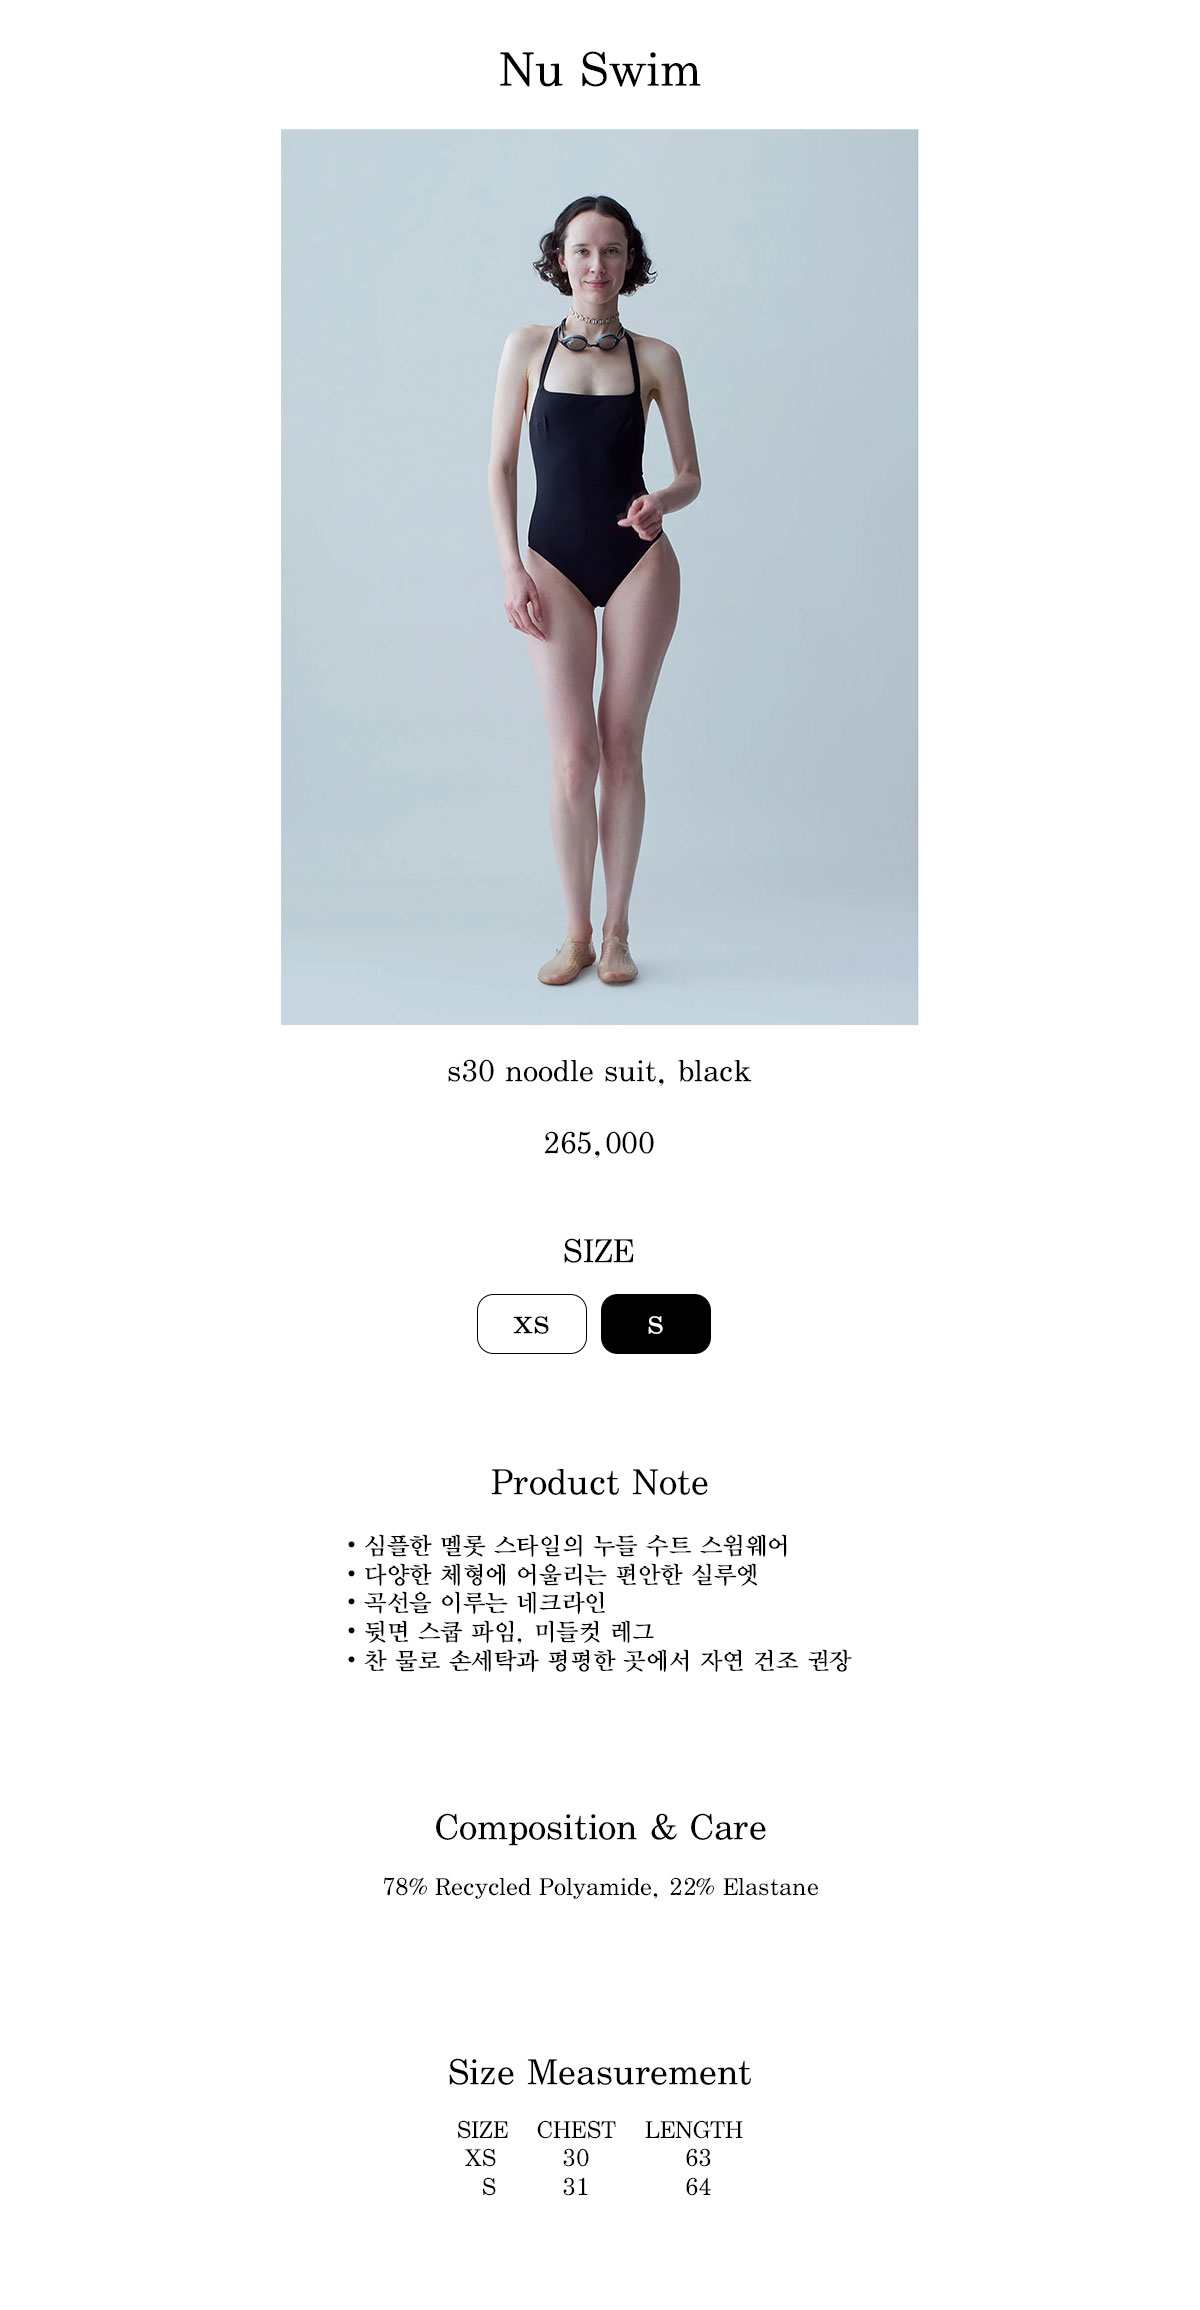 Nu Swim
s30 noodle suit, black
265,000
SIZE
XS S
Product Note
• 심플한 멜롯 스타일의 누들 수트 스윔웨어
• 다양한 체형에 어울리는 편안한 실루엣
• 곡선을 이루는 네크라인
• 뒷면 스쿱 파임, 미들컷 레그
• 찬 물로 손세탁과 평평한 곳에서 자연 건조 권장
Composition & Care
78% Recycled Polyamide, 22% Elastane
Size Measurement
SIZE CHEST LENGTH
XS 30 63
S 31 64